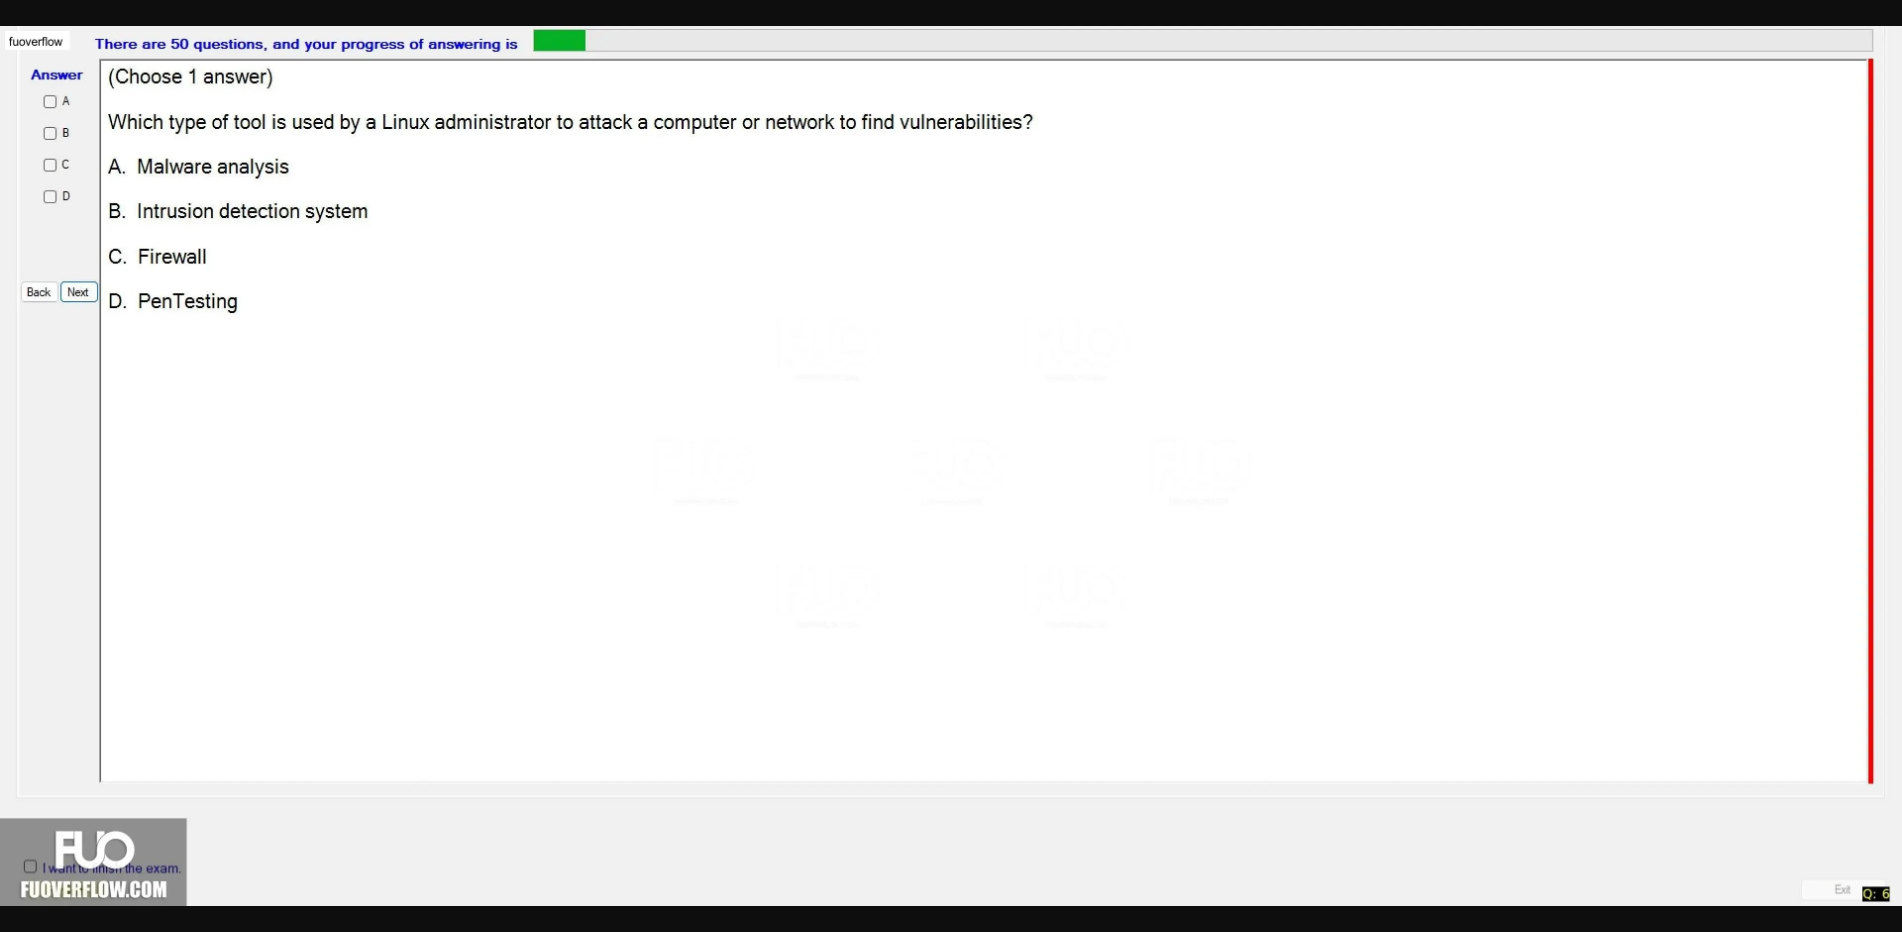 fuoverflow
There are 50 questions, and your progress of answering is
Answer
(Choose 1 answer)
A
Which type of tool is used by a Linux administrator to attack a computer or network to find vulnerabilities?
B
C
A. Malware analysis
D
B. Intrusion detection system
C. Firewall
Back Next
D. PenTesting
FUO
I want to finish the exam.
FUOVERFLOW.COM
Exit
Q: 6